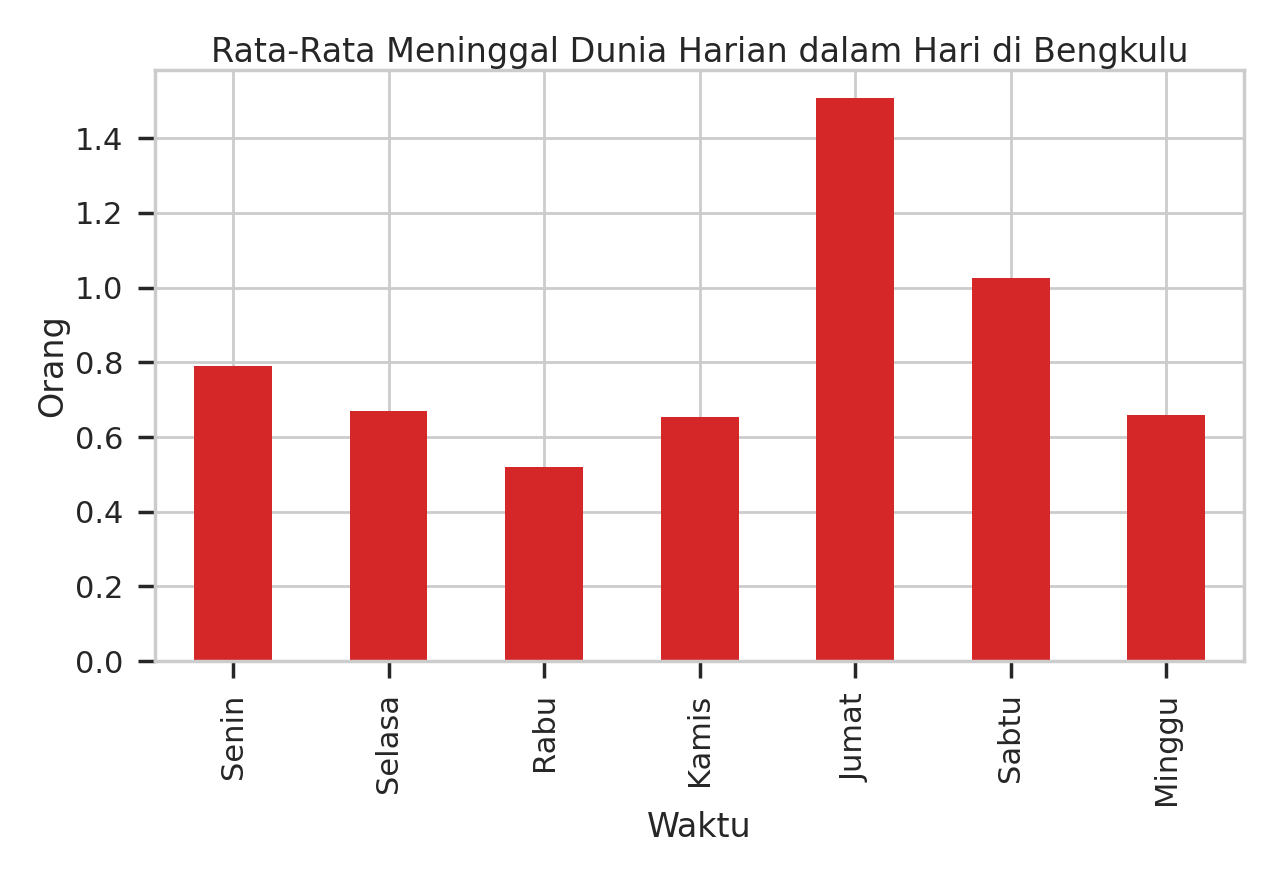 Rata-Rata Meninggal Dunia Harian dalam Hari di Bengkulu
Orang
1.4
1.2
1.0
0.8
0.6
0.4
0.2
0.0
Senin
Selasa
Rabu
Kamis
Jumat
Sabtu
Minggu
Waktu